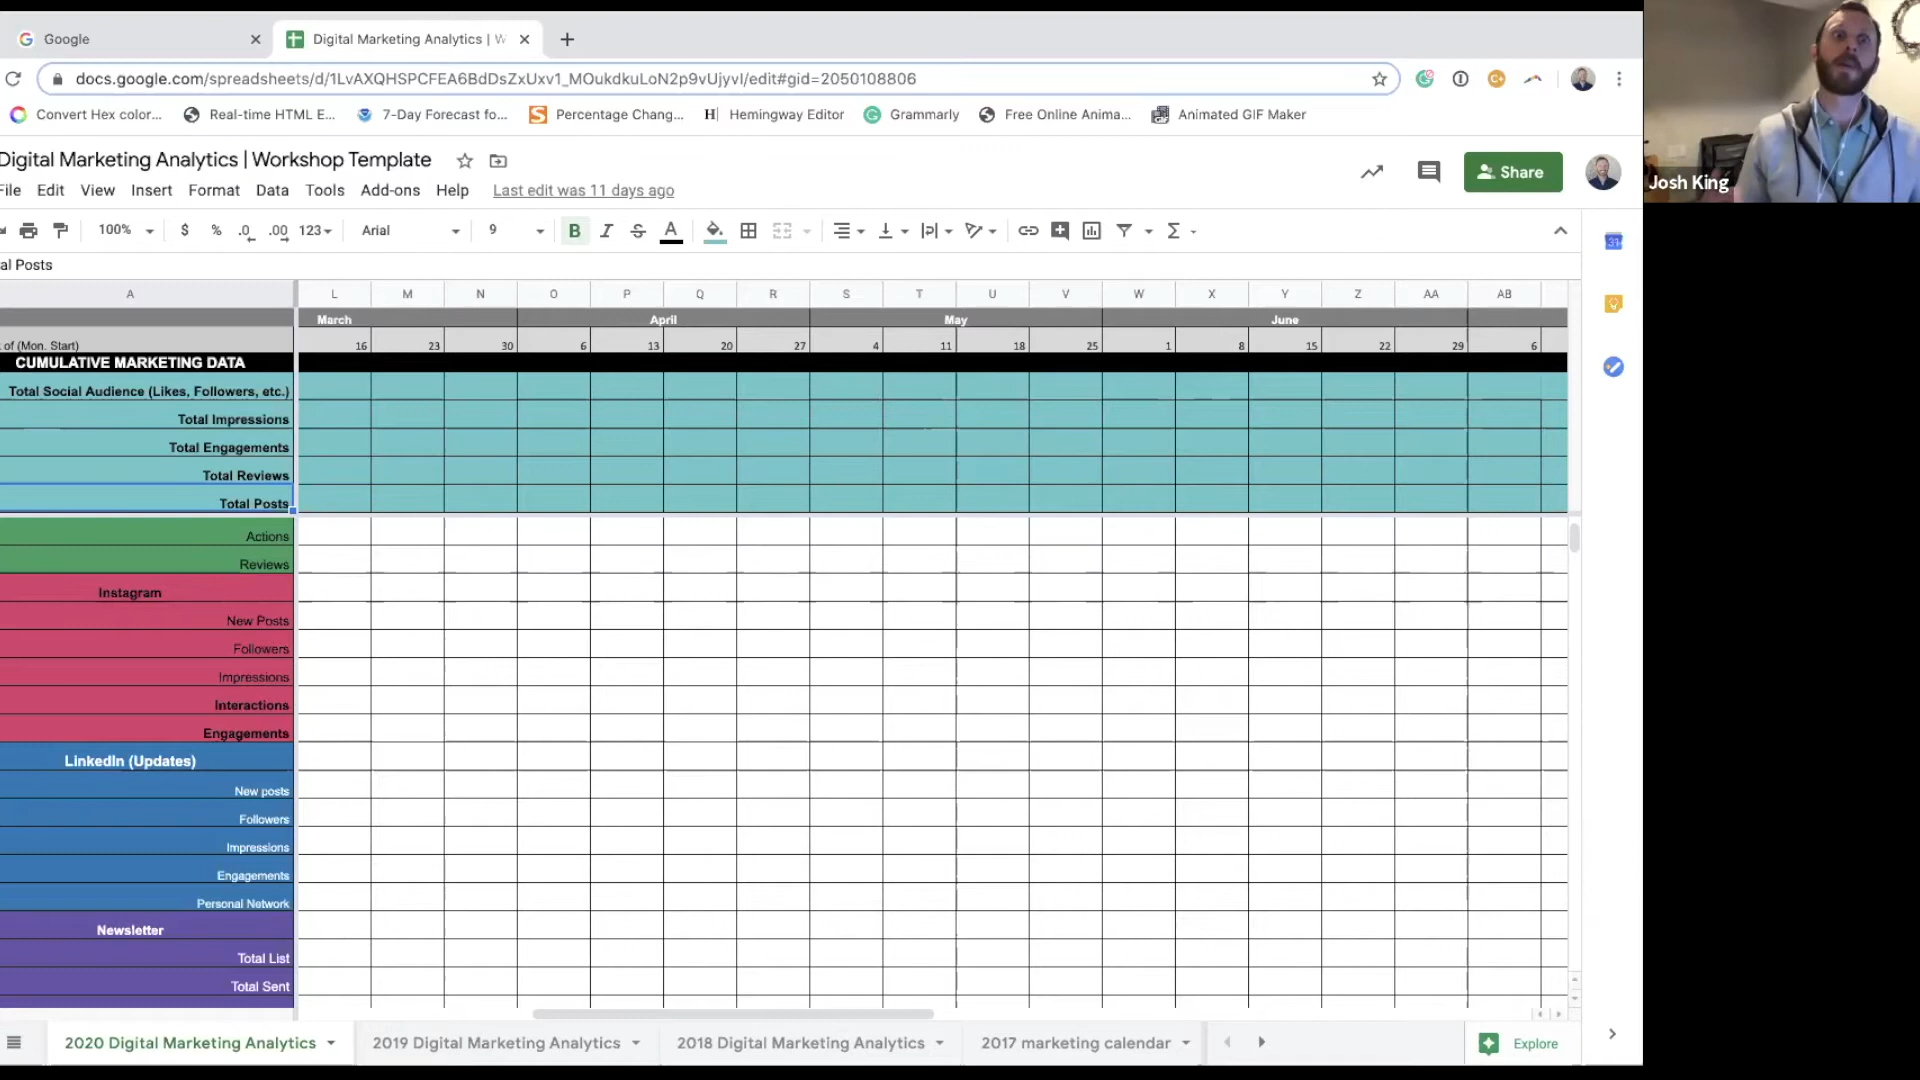 Google
Digital Marketing Analytics | W
docs.google.com/spreadsheets/d/1LvAXQHSPCFEA6BdDsZxUxv1_MOukdkuLoN2p9vUjyvI/edit#gid=2050108806
Convert Hex color... Real-time HTML E... 7-Day Forecast fo... Percentage Chang... Hemingway Editor Grammarly Free Online Anima... Animated GIF Maker
Josh King
Digital Marketing Analytics | Workshop Template
File Edit View Insert Format Data Tools Add-ons Help Last edit was 11 days ago
Share
100% $ % .0 .00 123 Arial 9 B I S A Σ
31
al Posts
A L M N O P Q R S T U V W X Y Z AA AB
March April May June
of (Mon. Start) 16 23 30 6 13 20 27 4 11 18 25 1 8 15 22 29 6
CUMULATIVE MARKETING DATA
Total Social Audience (Likes, Followers, etc.)
Total Impressions
Total Engagements
Total Reviews
Total Posts
Actions
Reviews
Instagram
New Posts
Followers
Impressions
Interactions
Engagements
LinkedIn (Updates)
New posts
Followers
Impressions
Engagements
Personal Network
Newsletter
Total List
Total Sent
2020 Digital Marketing Analytics 2019 Digital Marketing Analytics 2018 Digital Marketing Analytics 2017 marketing calendar Explore